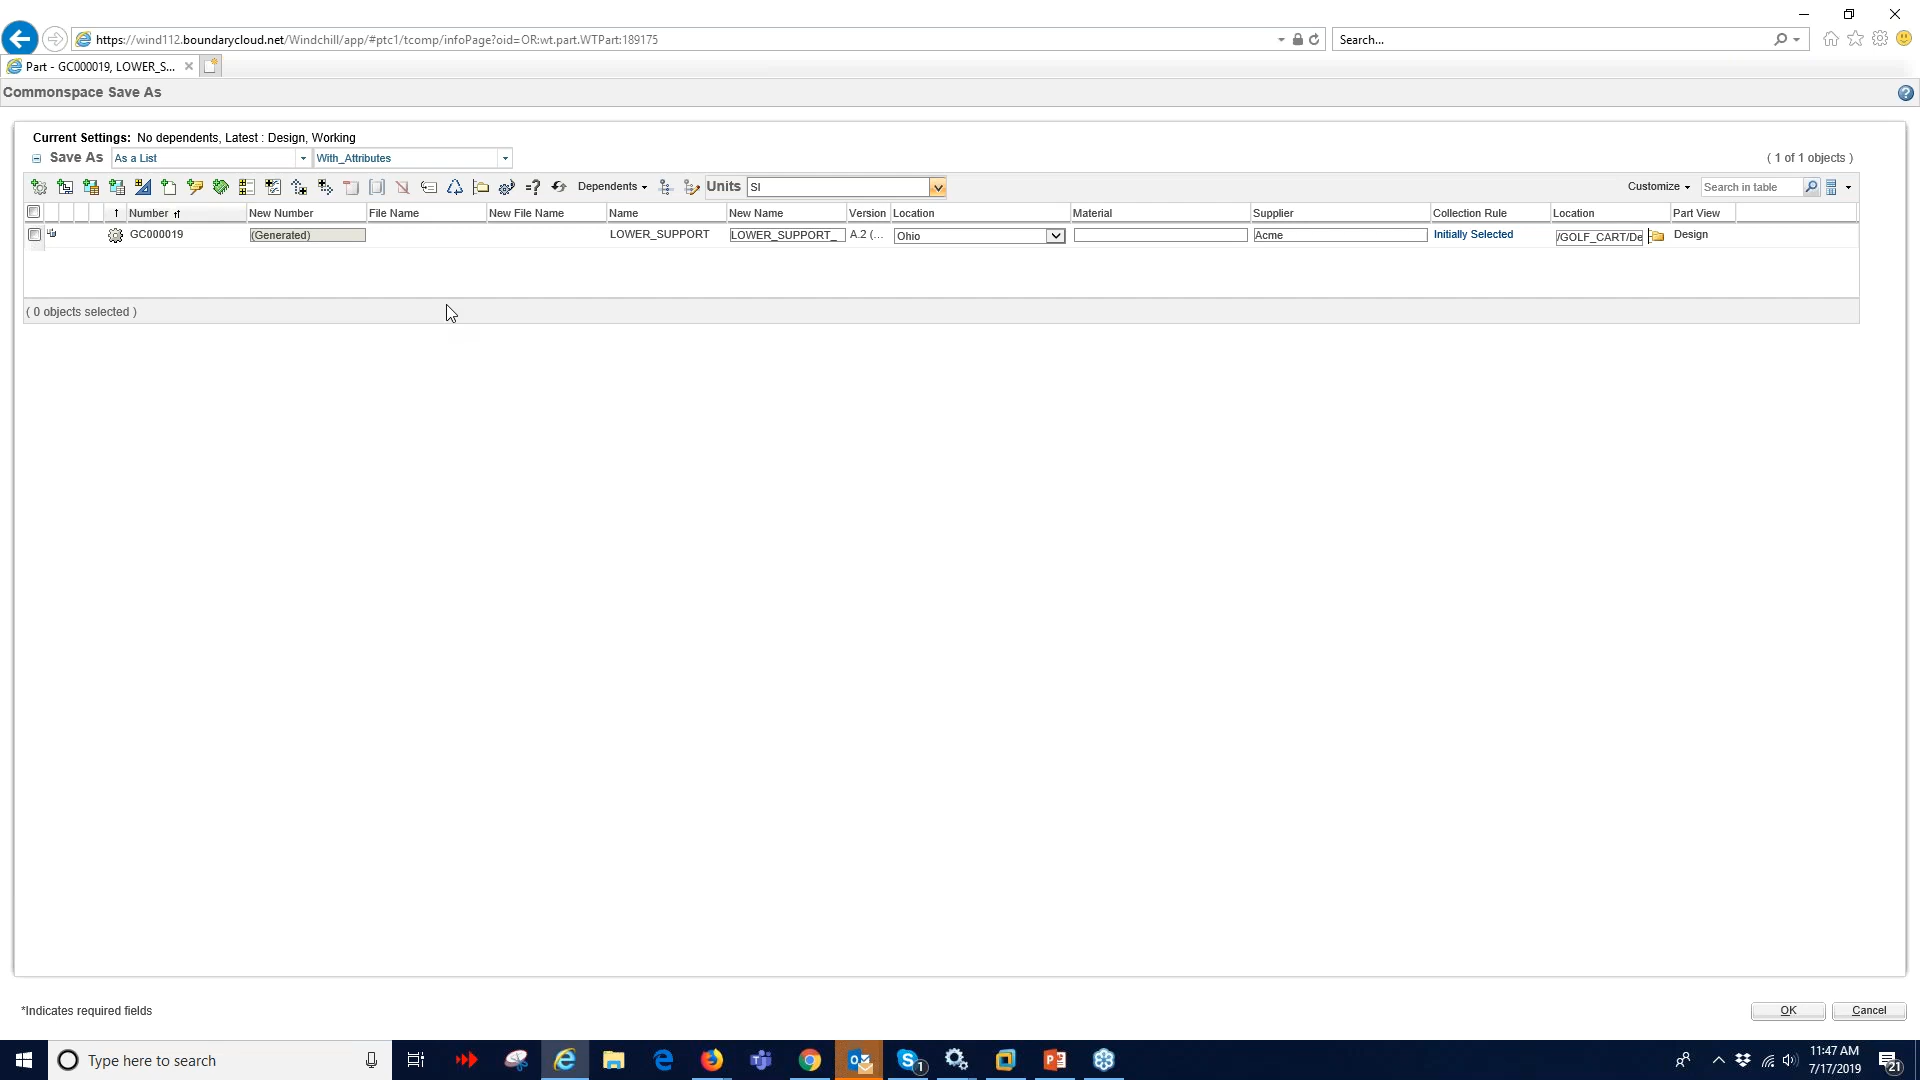 https://wind112.boundarycloud.net/Windchill/app/#ptc1/tcomp/infoPage?oid=OR:wt.part.WTPart:189175
Search...
Part - GC000019, LOWER_S...
Commonspace Save As
Current Settings: No dependents, Latest : Design, Working
Save As As a List With_Attributes ( 1 of 1 objects )
Dependents Units SI Customize Search in table
Number New Number File Name New File Name Name New Name Version Location Material Supplier Collection Rule Location Part View
GC000019 (Generated) LOWER_SUPPORT LOWER_SUPPORT_ A.2 (... Ohio Acme Initially Selected /GOLF_CART/De Design
( 0 objects selected )
*Indicates required fields
OK Cancel
Type here to search
1
11:47 AM
7/17/2019
21